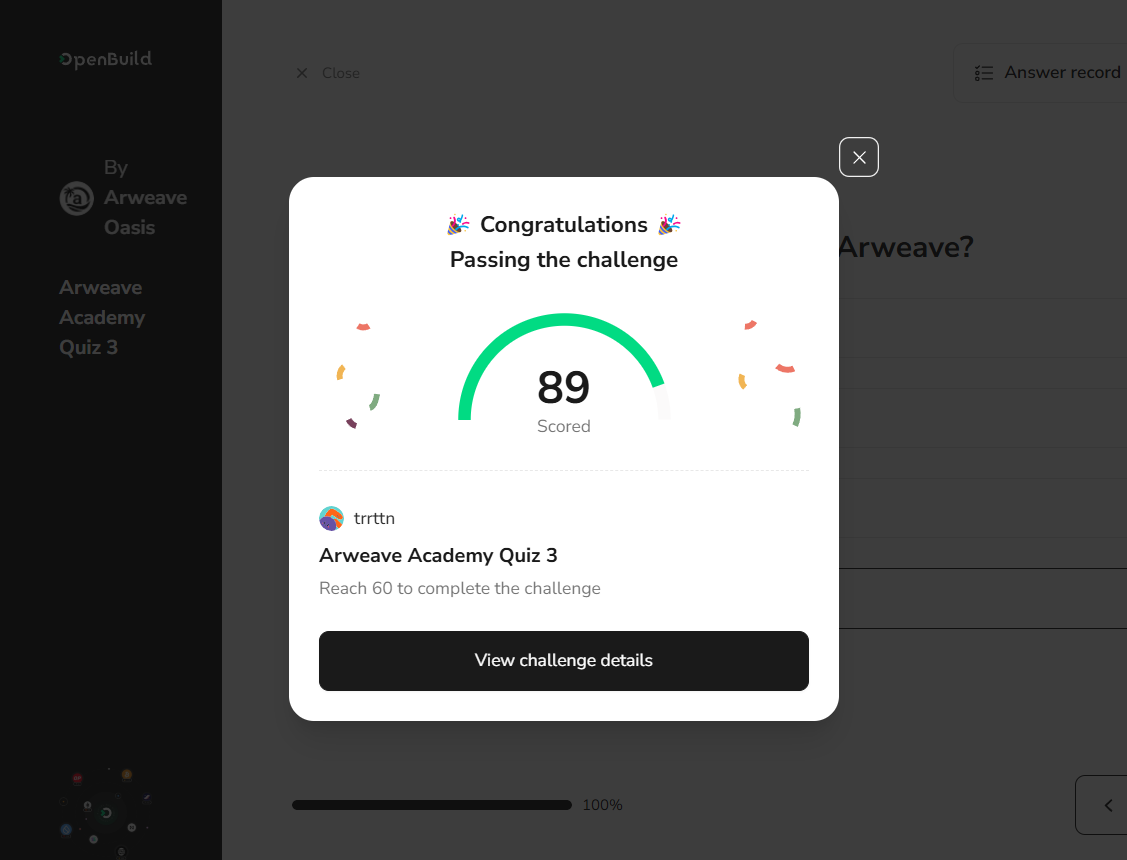 OpenBuild
Close
Answer record
By
Arweave
Oasis
Arweave
Academy
Quiz 3
Arweave?
Congratulations
Passing the challenge
89
Scored
trrttn
Arweave Academy Quiz 3
Reach 60 to complete the challenge
View challenge details
100%